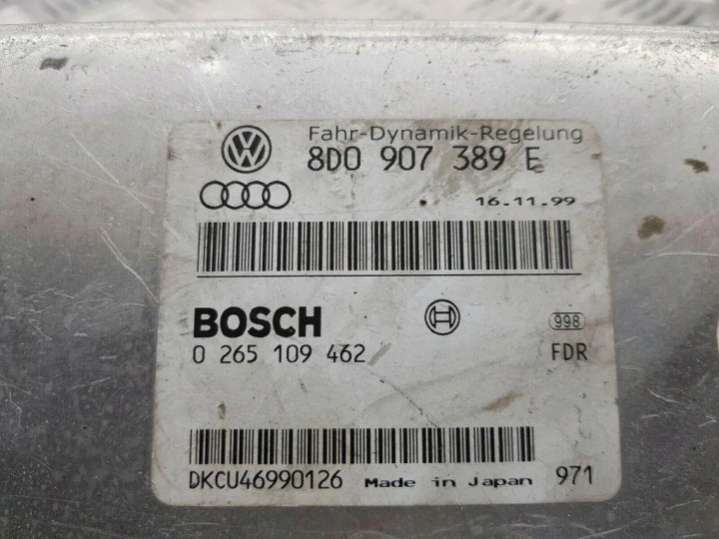 Fahr-Dynamik-Regelung
8D0 907 389 E
16.11.99
BOSCH
998
0 265 109 462 FDR
DKCU46990126 Made in Japan 971